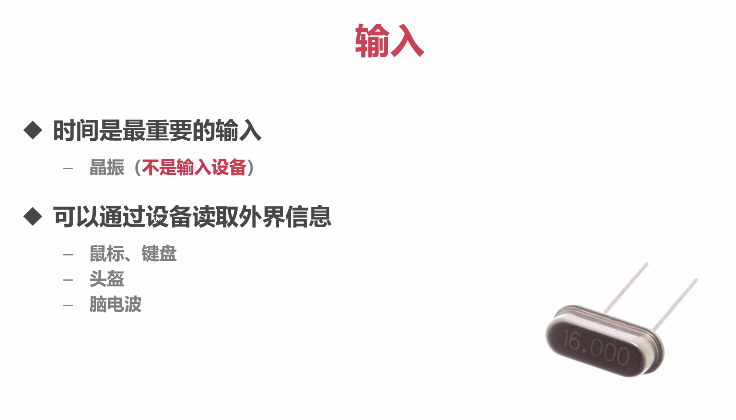 输入
◆ 时间是最重要的输入
– 晶振（不是输入设备）
◆ 可以通过设备读取外界信息
– 鼠标、键盘
– 头盔
– 脑电波
16.000